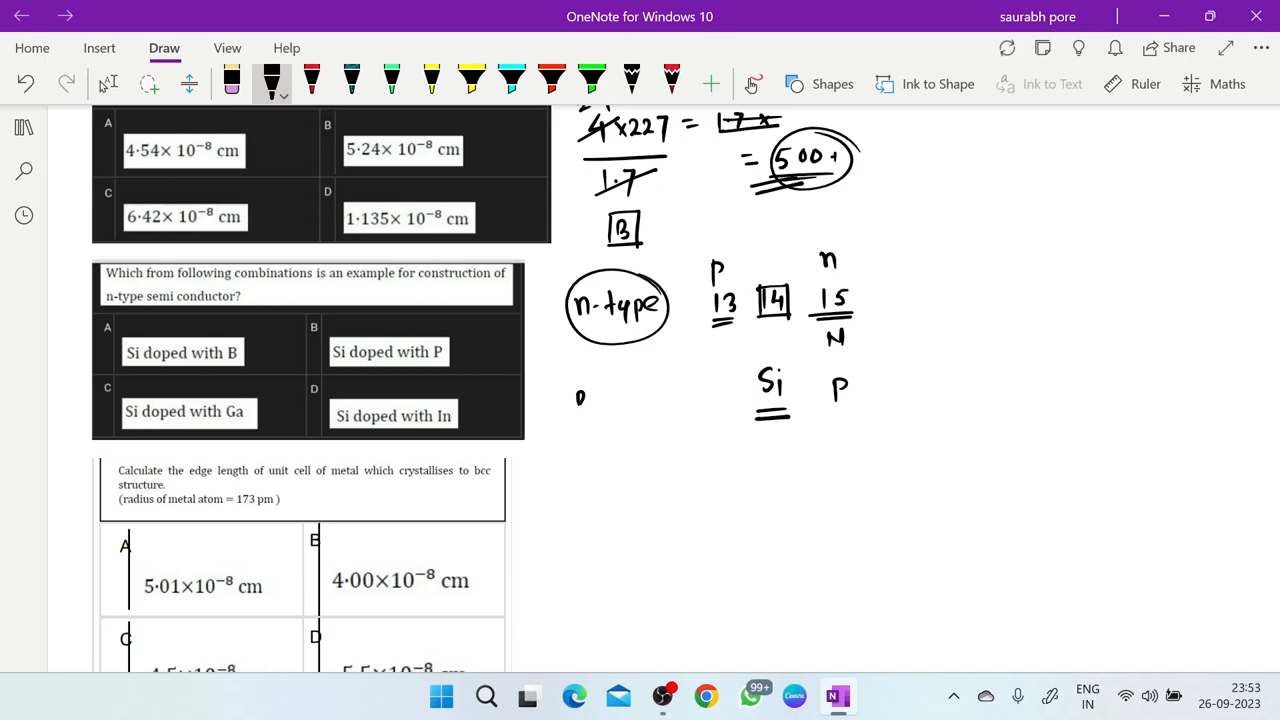 OneNote for Windows 10
saurabh pore
Home Insert Draw View Help
Share
Shapes
Ink to Shape
Ink to Text
Ruler
Maths
A
4·54× 10⁻⁸ cm
B
5·24× 10⁻⁸ cm
C
6·42× 10⁻⁸ cm
D
1·135× 10⁻⁸ cm
4×227 = 1.7 x
1.7
= 500+
B
Which from following combinations is an example for construction of
n-type semi conductor?
A
Si doped with B
B
Si doped with P
C
Si doped with Ga
D
Si doped with In
n-type
p n
13 14 15
N
Si P
Calculate the edge length of unit cell of metal which crystallises to bcc
structure.
(radius of metal atom = 173 pm )
A
5·01×10⁻⁸ cm
B
4·00×10⁻⁸ cm
C
D
99+
ENG
IN
23:53
26-09-2023